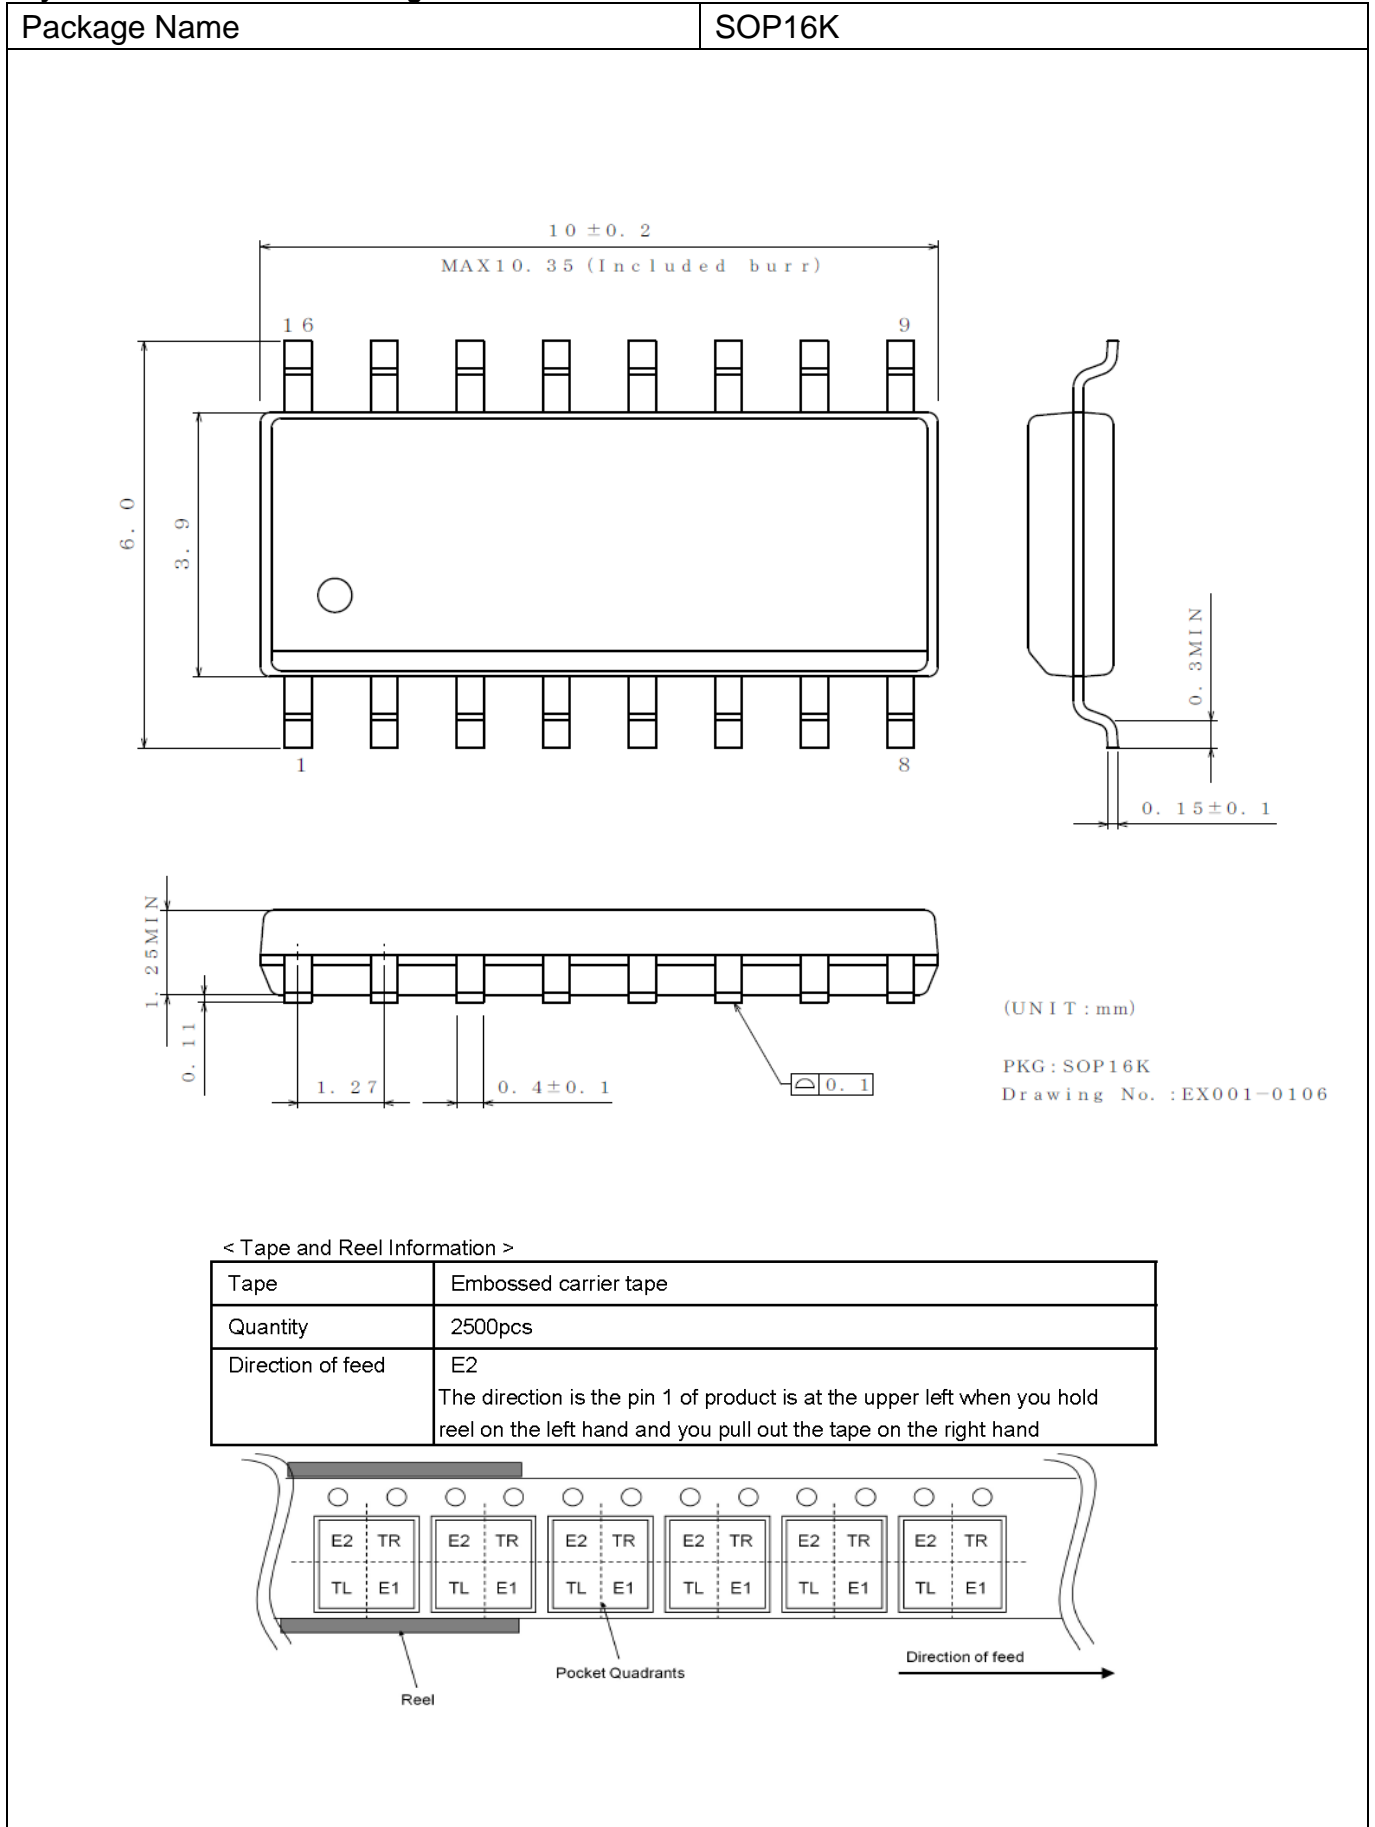 Package Name SOP16K
10±0.2
MAX10.35(Included burr)
16 9
6.0
3.9
1 8
0.3MIN
0.15±0.1
1.25MIN
0.11
1.27
0.4±0.1
0.1
(UNIT:mm)
PKG:SOP16K
Drawing No.:EX001-0106
< Tape and Reel Information >
Tape Embossed carrier tape
Quantity 2500pcs
Direction of feed E2
The direction is the pin 1 of product is at the upper left when you hold
reel on the left hand and you pull out the tape on the right hand
E2 TR E2 TR E2 TR E2 TR E2 TR E2 TR
TL E1 TL E1 TL E1 TL E1 TL E1 TL E1
Direction of feed
Pocket Quadrants
Reel